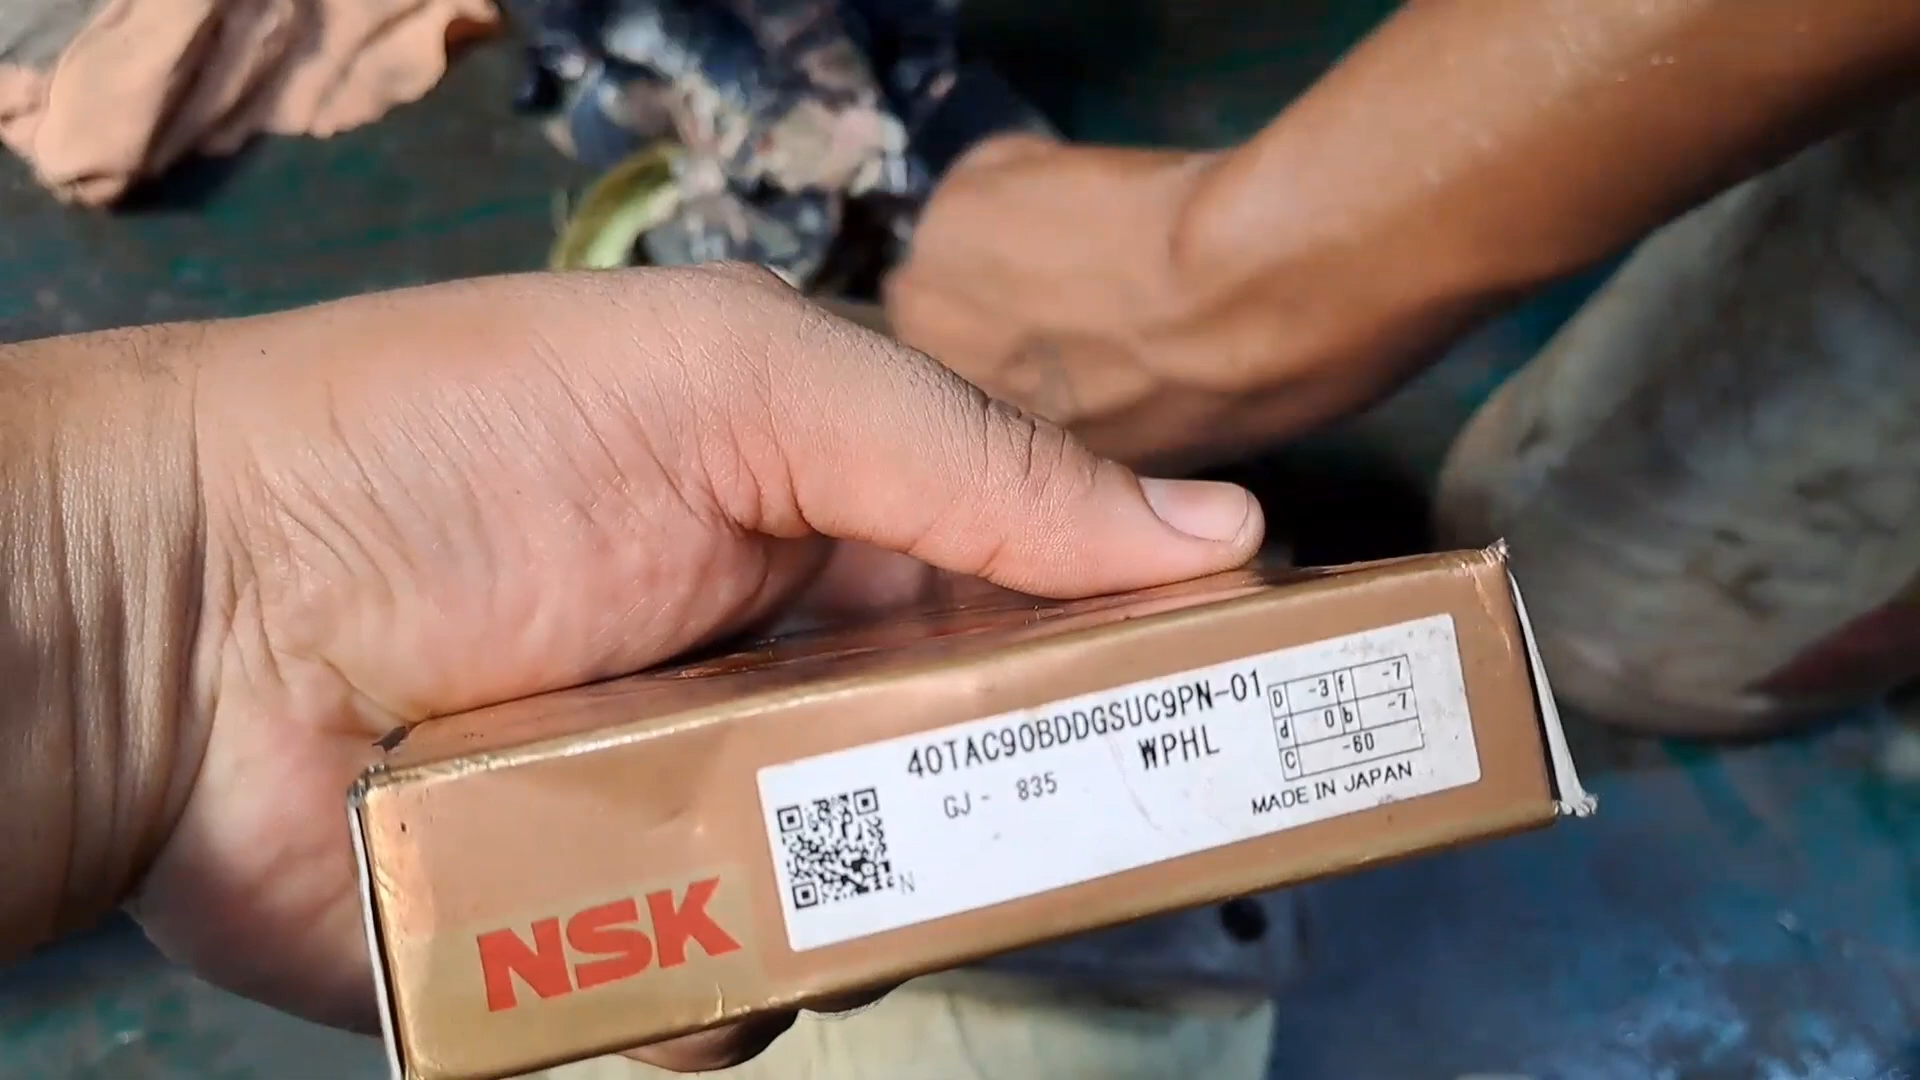 40TAC90BDDGSUC9PN-01
WPHL
GJ - 835
D -3 f -7
d 0 b -7
C -60
MADE IN JAPAN
N
NSK